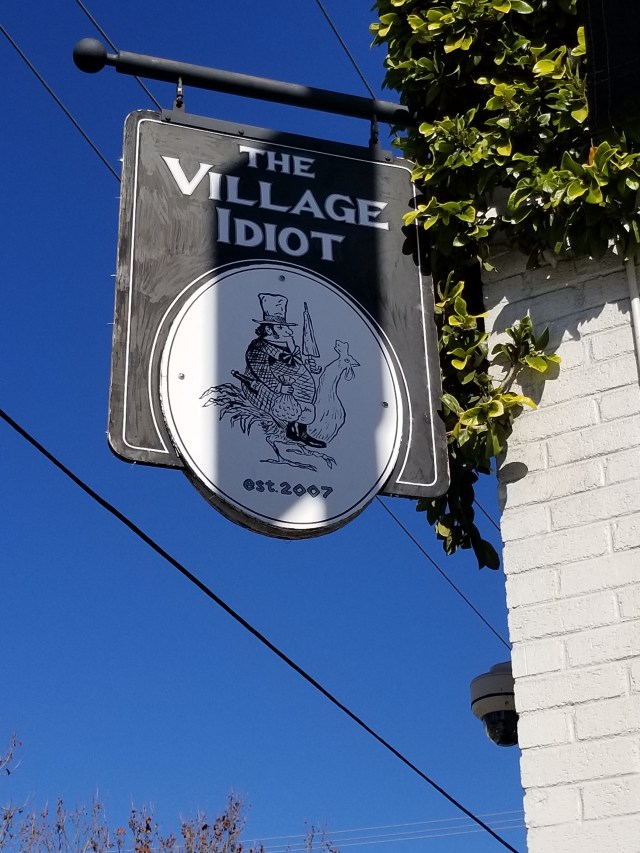 THE
VILLAGE
IDIOT
est.2007